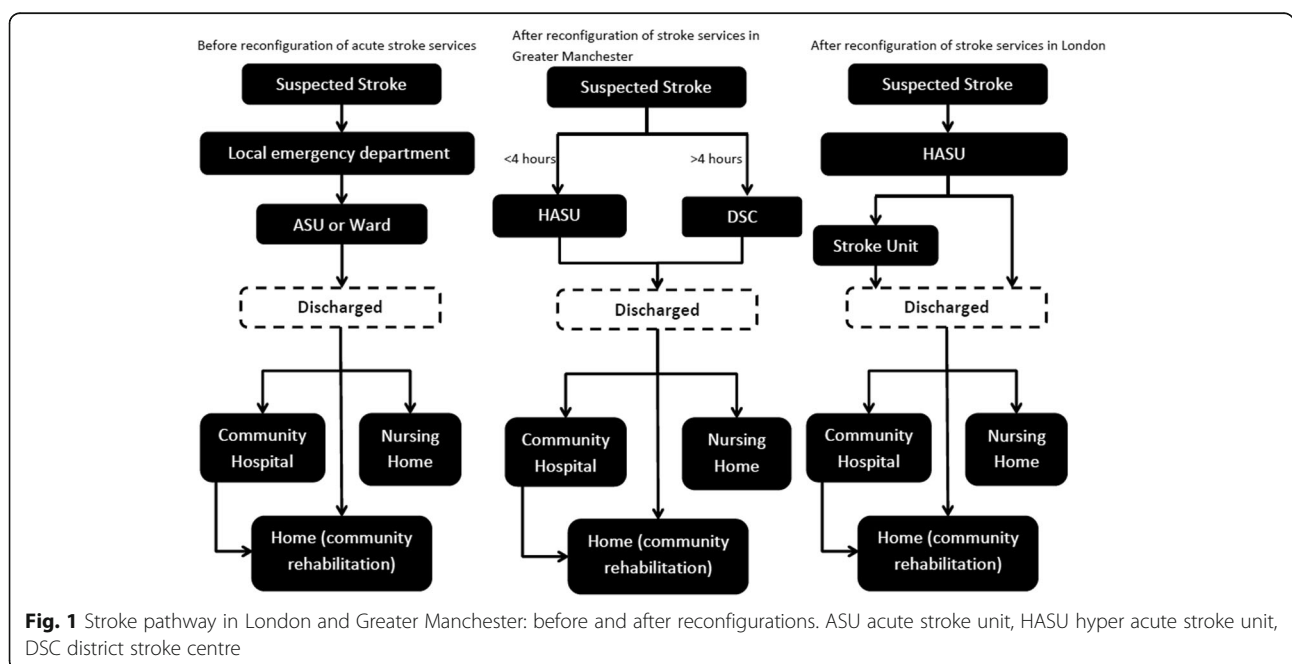 Before reconfiguration of acute stroke services
Suspected Stroke
Local emergency department
ASU or Ward
Discharged
Community
Hospital
Nursing
Home
Home (community
rehabilitation)
After reconfiguration of stroke services in
Greater Manchester
Suspected Stroke
<4 hours
>4 hours
HASU
DSC
Discharged
Community
Hospital
Nursing
Home
Home (community
rehabilitation)
After reconfiguration of stroke services in London
Suspected Stroke
HASU
Stroke Unit
Discharged
Community
Hospital
Nursing
Home
Home (community
rehabilitation)
Fig. 1 Stroke pathway in London and Greater Manchester: before and after reconfigurations. ASU acute stroke unit, HASU hyper acute stroke unit,
DSC district stroke centre